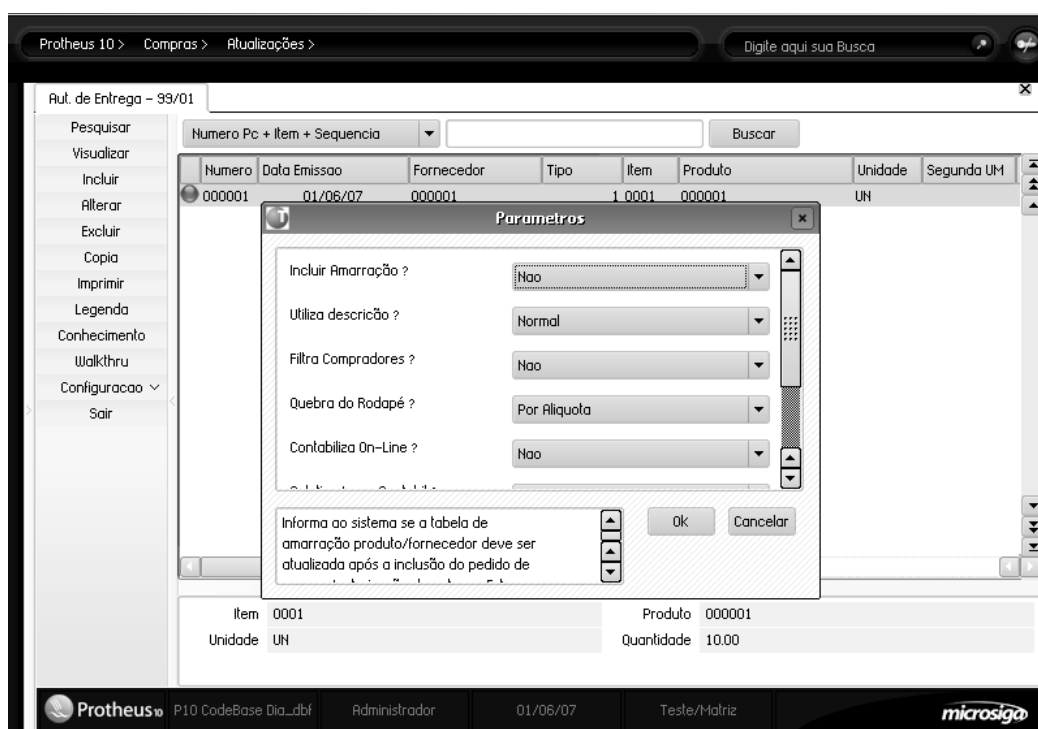 Protheus 10 > Compras > Atualizações >
Digite aqui sua Busca
Aut. de Entrega – 99/01
Pesquisar
Visualizar
Incluir
Alterar
Excluir
Copia
Imprimir
Legenda
Conhecimento
Walkthru
Configuracao
Sair
Numero Pc + Item + Sequencia
Buscar
Numero Data Emissao Fornecedor Tipo Item Produto Unidade Segunda UM
000001 01/06/07 000001 1 0001 000001 UN
Parametros
Incluir Amarração ? Nao
Utiliza descricão ? Normal
Filtra Compradores ? Nao
Quebra do Rodapé ? Por Aliquota
Contabiliza On-Line ? Nao
Informa ao sistema se a tabela de
amarração produto/fornecedor deve ser
atualizada após a inclusão do pedido de
Ok Cancelar
Item 0001 Produto 000001
Unidade UN Quantidade 10.00
Protheus 10 P10 CodeBase Dia_dbf Administrador 01/06/07 Teste/Matriz microsiga